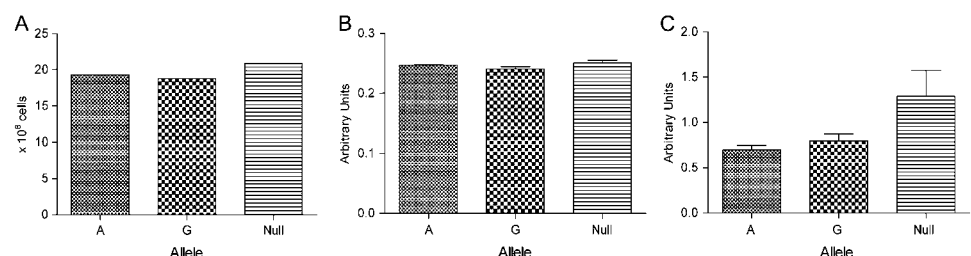 A
25
20
15
10
5
0
x 10⁸ cells
A G Null
Allele
B
0.3
0.2
0.1
0.0
Arbitrary Units
A G Null
Allele
C
2.0
1.5
1.0
0.5
0.0
Arbitrary Units
A G Null
Allele